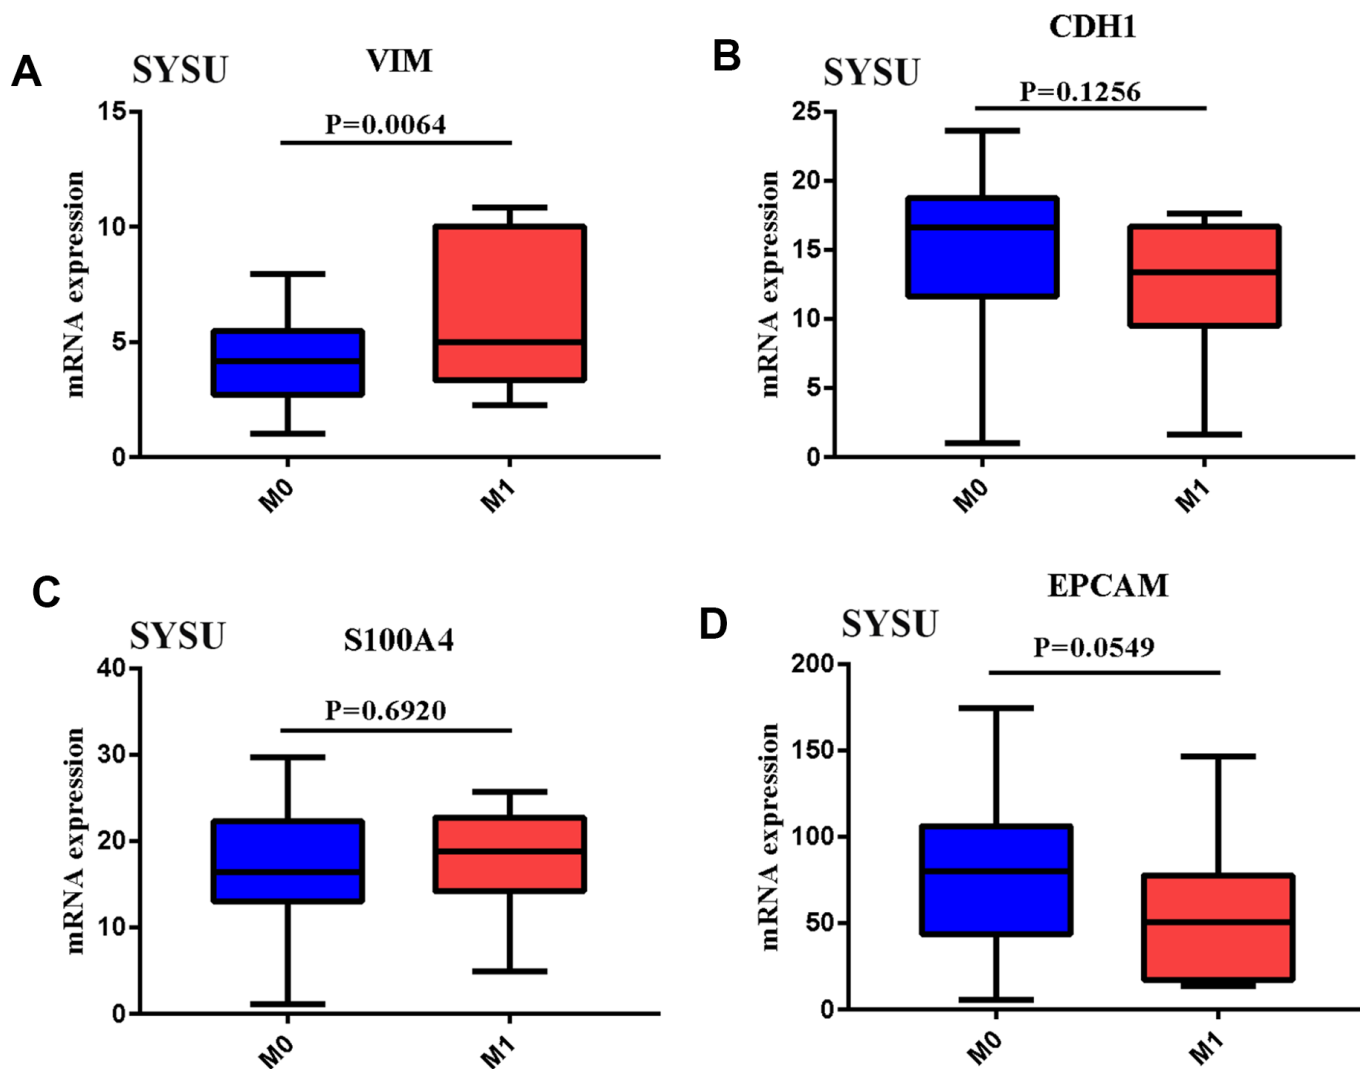 A
SYSU
VIM
P=0.0064
mRNA expression
15
10
5
0
M0
M1
B
SYSU
CDH1
P=0.1256
mRNA expression
25
20
15
10
5
0
M0
M1
C
SYSU
S100A4
P=0.6920
mRNA expression
40
30
20
10
0
M0
M1
D
SYSU
EPCAM
P=0.0549
mRNA expression
200
150
100
50
0
M0
M1